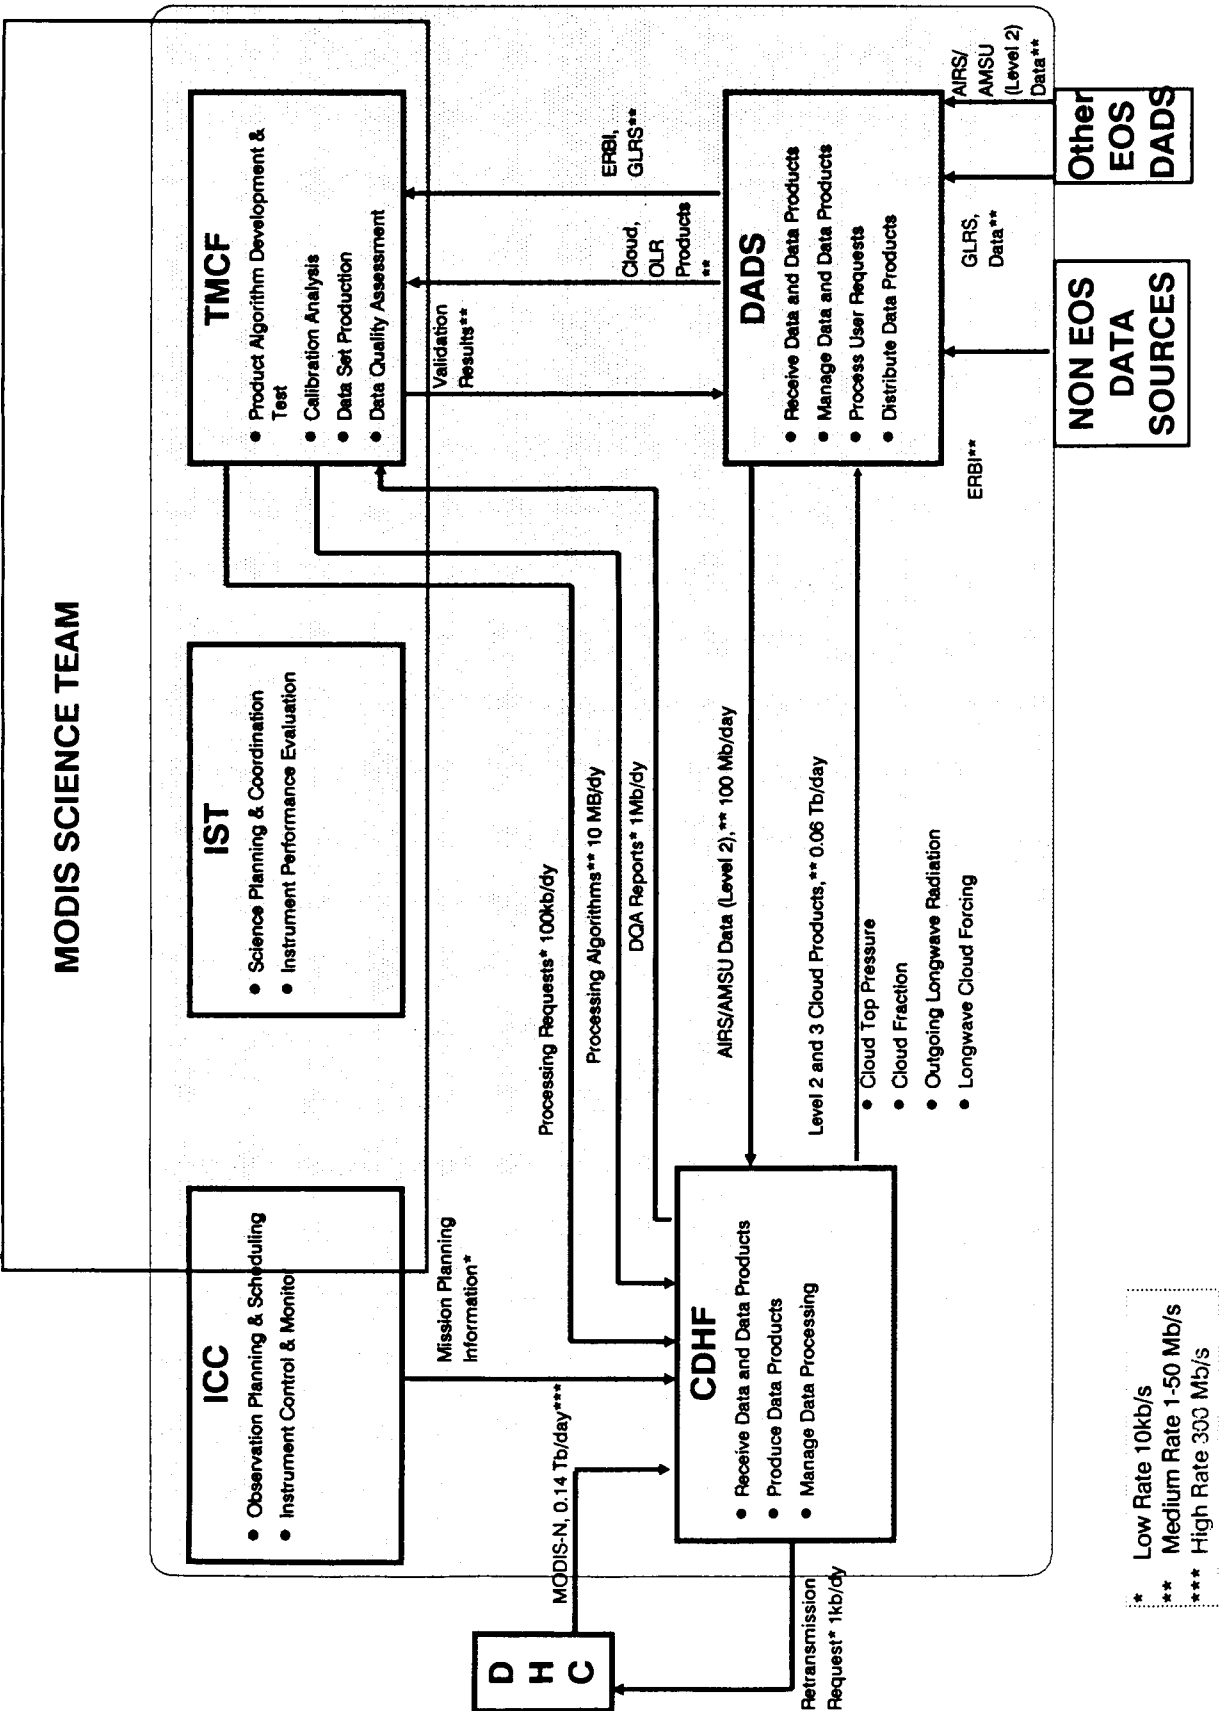 MODIS SCIENCE TEAM
ICC
● Observation Planning & Scheduling
● Instrument Control & Monitor
IST
● Science Planning & Coordination
● Instrument Performance Evaluation
TMCF
● Product Algorithm Development &
Test
● Calibration Analysis
● Data Set Production
● Data Quality Assessment
Mission Planning
Information*
Validation
Results**
Cloud,
OLR
Products
**
ERBI,
GLRS**
D
H
C
MODIS-N, 0.14 Tb/day***
Retransmission
Request* 1kb/dy
Processing Requests* 100kb/dy
Processing Algorithms** 10 MB/dy
DQA Reports* 1Mb/dy
AIRS/AMSU Data (Level 2),** 100 Mb/day
Level 2 and 3 Cloud Products,** 0.06 Tb/day
● Cloud Top Pressure
● Cloud Fraction
● Outgoing Longwave Radiation
● Longwave Cloud Forcing
CDHF
● Receive Data and Data Products
● Produce Data Products
● Manage Data Processing
DADS
● Receive Data and Data Products
● Manage Data and Data Products
● Process User Requests
● Distribute Data Products
ERBI**
GLRS,
Data**
AIRS/
AMSU
(Level 2)
Data**
NON EOS
DATA
SOURCES
Other
EOS
DADS
* Low Rate 10kb/s
** Medium Rate 1-50 Mb/s
*** High Rate 300 Mb/s